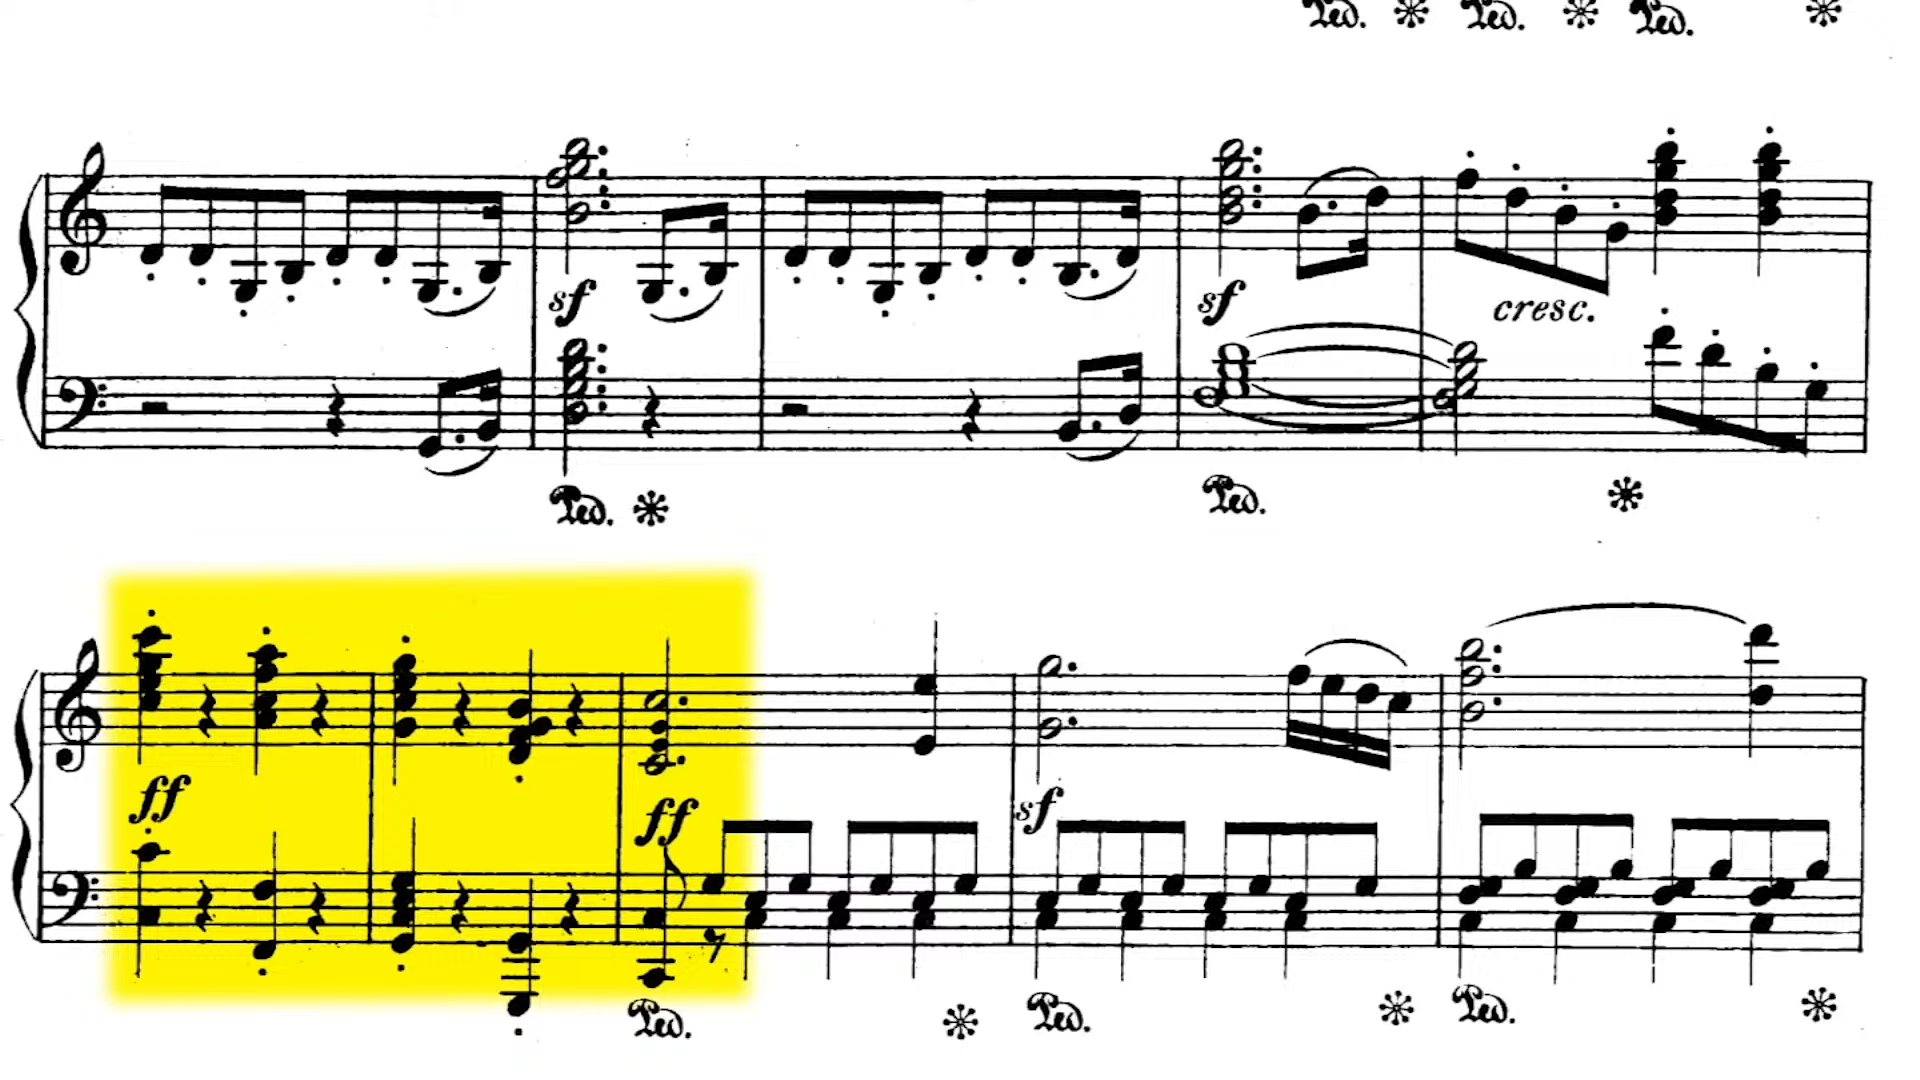 Ped. * Ped. * Ped. *
sf sf cresc.
Ped. * Ped. *
ff ff sf
Ped. * Ped. * Ped. *